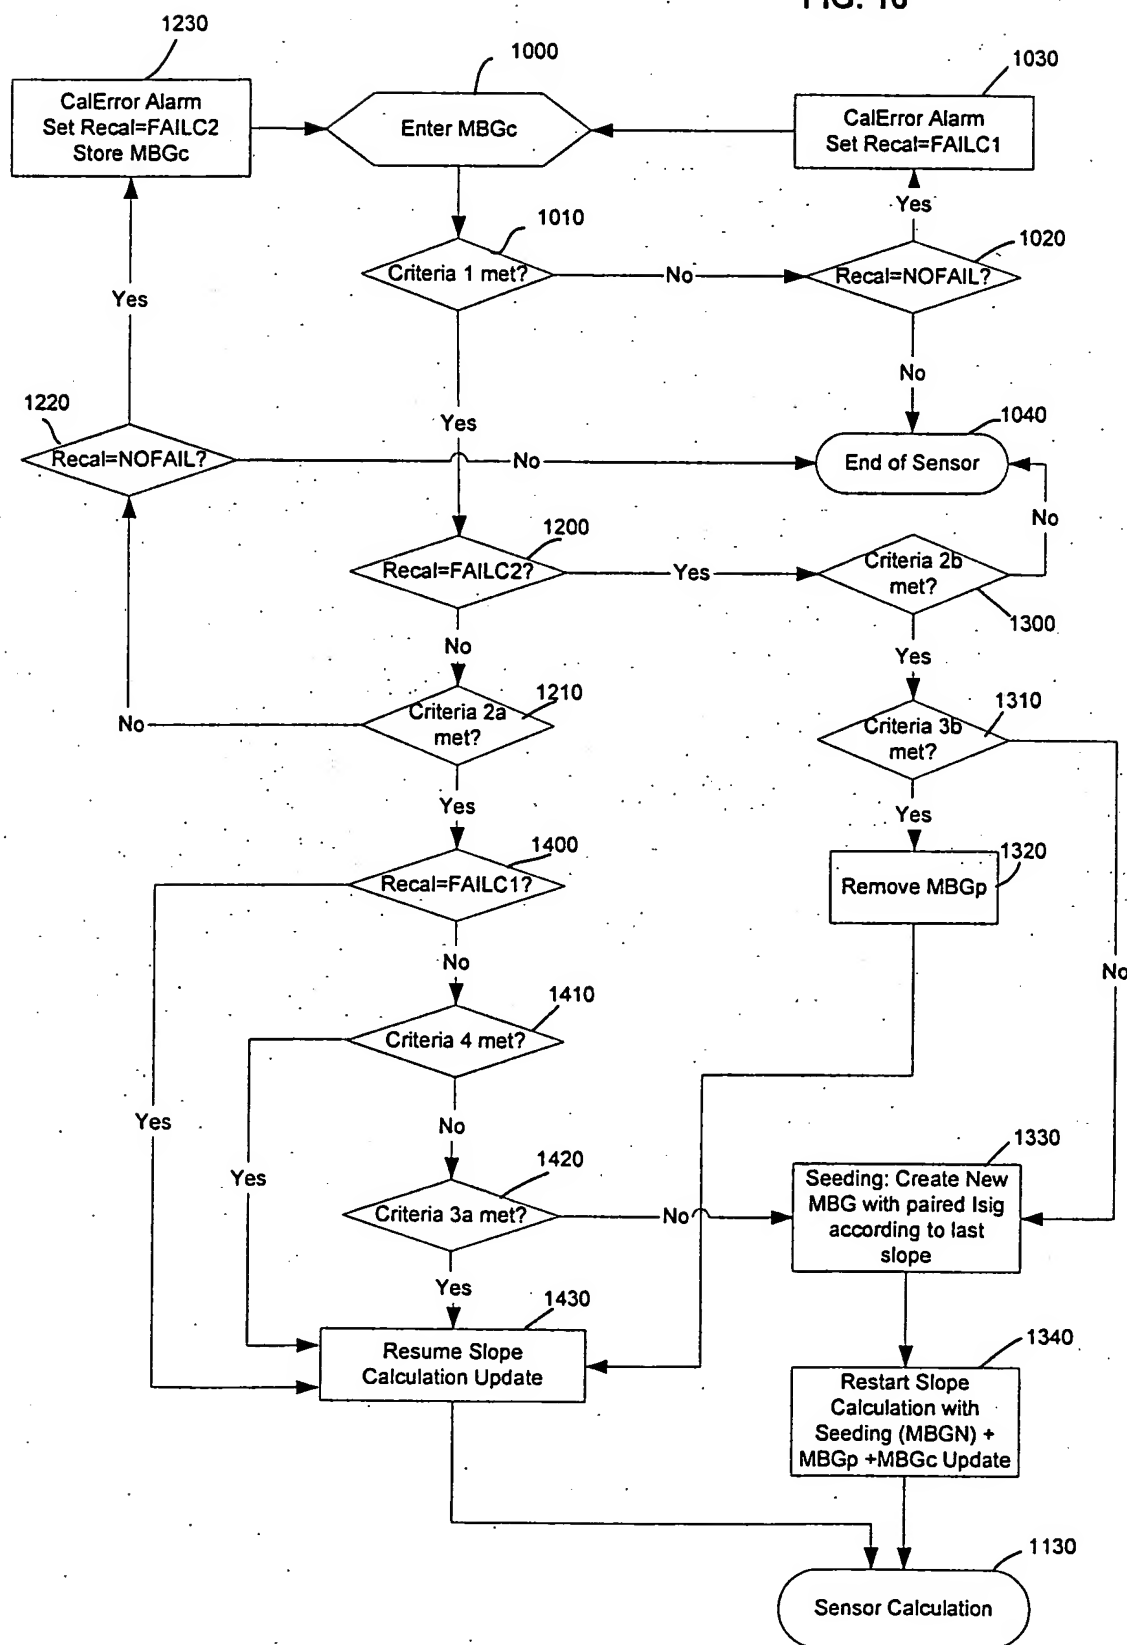 FIG. 16
1230
1000
1030
CalError Alarm
Set Recal=FAILC2
Store MBGc
Enter MBGc
CalError Alarm
Set Recal=FAILC1
Yes
1010
1020
Criteria 1 met?
No
Recal=NOFAIL?
Yes
No
1220
Yes
1040
Recal=NOFAIL?
No
End of Sensor
No
1200
Recal=FAILC2?
Yes
Criteria 2b
met?
1300
No
Yes
1210
1310
Criteria 2a
met?
No
Criteria 3b
met?
Yes
Yes
1400
1320
Recal=FAILC1?
Remove MBGp
No
No
1410
Criteria 4 met?
Yes
No
1330
Yes
1420
Seeding: Create New
MBG with paired Isig
according to last
slope
Criteria 3a met?
No
Yes
1430
1340
Resume Slope
Calculation Update
Restart Slope
Calculation with
Seeding (MBGN) +
MBGp +MBGc Update
1130
Sensor Calculation